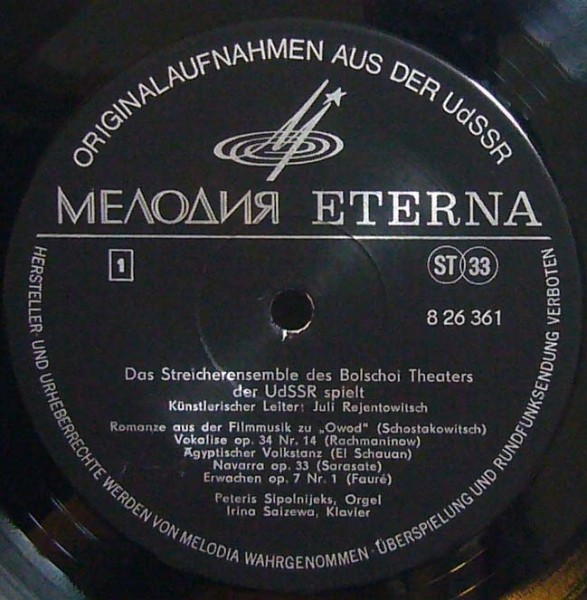 ORIGINALAUFNAHMEN AUS DER UdSSR
МЕЛОДИЯ ETERNA
1
ST 33
8 26 361
Das Streicherensemble des Bolschoi Theaters
der UdSSR spielt
Künstlerischer Leiter: Juli Rejentowitsch
Romanze aus der Filmmusik zu „Owod" (Schostakowitsch)
Vokalise op. 34 Nr. 14 (Rachmaninow)
Ägyptischer Volkstanz (El Schauan)
Navarra op. 33 (Sarasate)
Erwachen op. 7 Nr. 1 (Fauré)
Peteris Sipolnijeks, Orgel
Irina Saizewa, Klavier
HERSTELLER- UND URHEBERRECHTE WERDEN VON MELODIA WAHRGENOMMEN · ÜBERSPIELUNG UND RUNDFUNKSENDUNG VERBOTEN